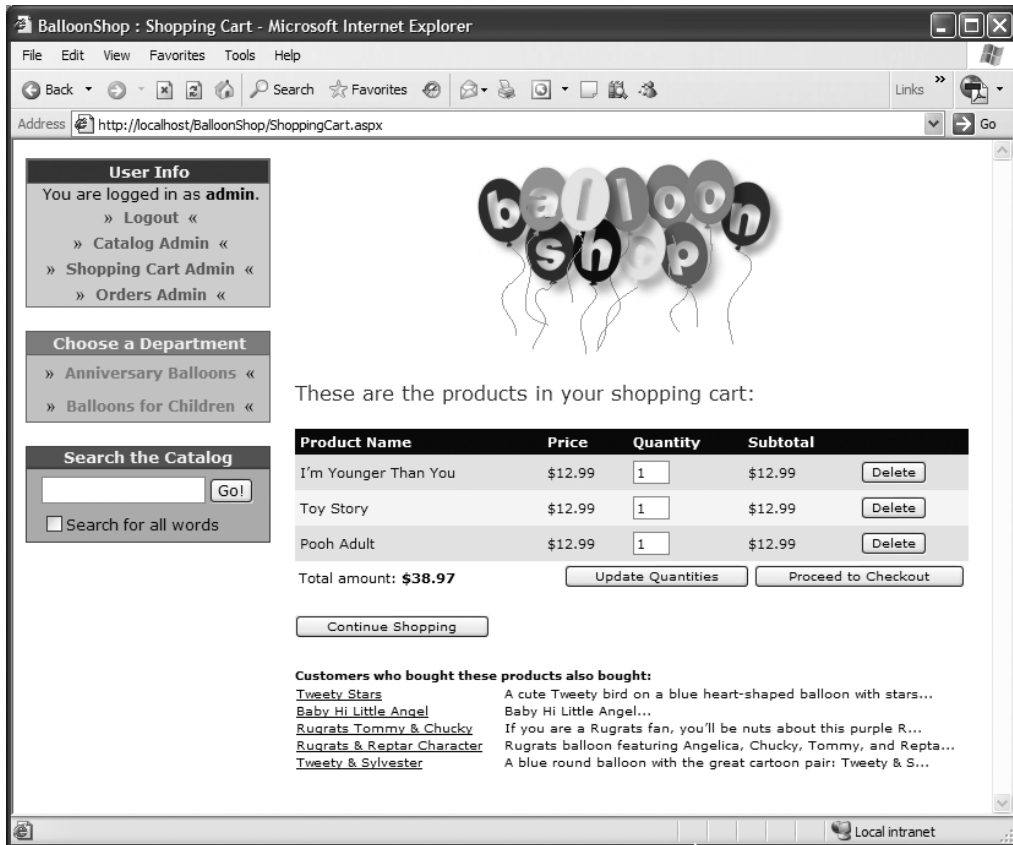 BalloonShop : Shopping Cart - Microsoft Internet Explorer
File Edit View Favorites Tools Help
Back Search Favorites Links »
Address http://localhost/BalloonShop/ShoppingCart.aspx Go
User Info
You are logged in as admin.
» Logout «
» Catalog Admin «
» Shopping Cart Admin «
» Orders Admin «
Choose a Department
» Anniversary Balloons «
» Balloons for Children «
Search the Catalog
Go!
Search for all words
balloon
shop
These are the products in your shopping cart:
Product Name Price Quantity Subtotal
I'm Younger Than You $12.99 1 $12.99 Delete
Toy Story $12.99 1 $12.99 Delete
Pooh Adult $12.99 1 $12.99 Delete
Total amount: $38.97 Update Quantities Proceed to Checkout
Continue Shopping
Customers who bought these products also bought:
Tweety Stars A cute Tweety bird on a blue heart-shaped balloon with stars...
Baby Hi Little Angel Baby Hi Little Angel...
Rugrats Tommy & Chucky If you are a Rugrats fan, you'll be nuts about this purple R...
Rugrats & Reptar Character Rugrats balloon featuring Angelica, Chucky, Tommy, and Repta...
Tweety & Sylvester A blue round balloon with the great cartoon pair: Tweety & S...
Local intranet